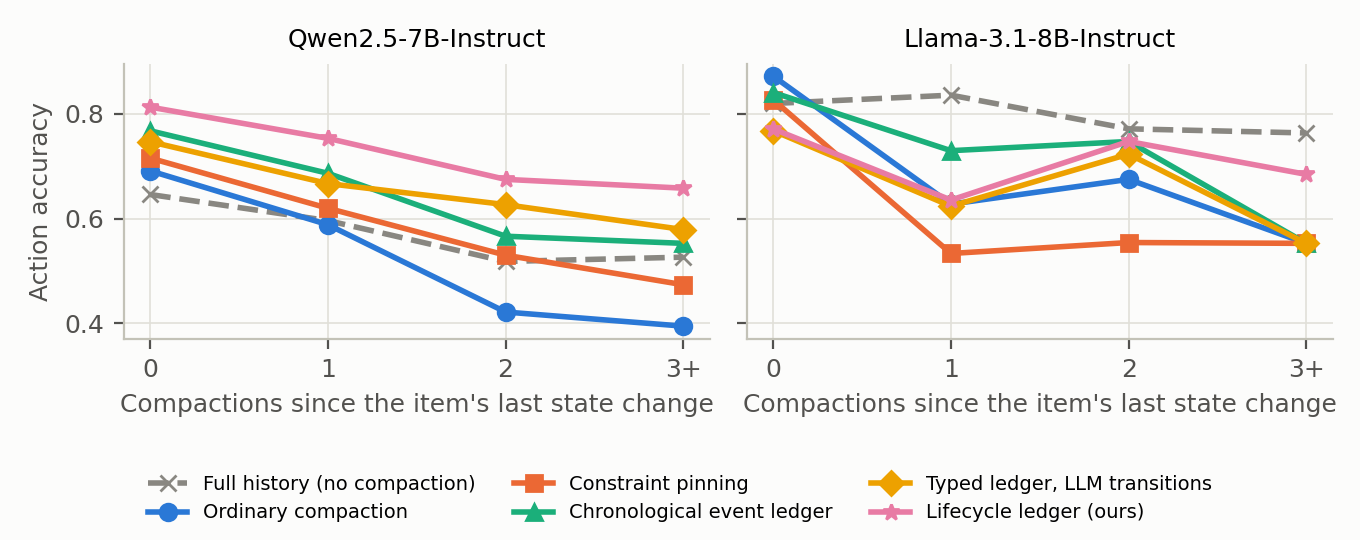 Qwen2.5-7B-Instruct
Llama-3.1-8B-Instruct
Action accuracy
0.8
0.6
0.4
0 1 2 3+
0 1 2 3+
Compactions since the item's last state change
Compactions since the item's last state change
Full history (no compaction)
Ordinary compaction
Constraint pinning
Chronological event ledger
Typed ledger, LLM transitions
Lifecycle ledger (ours)